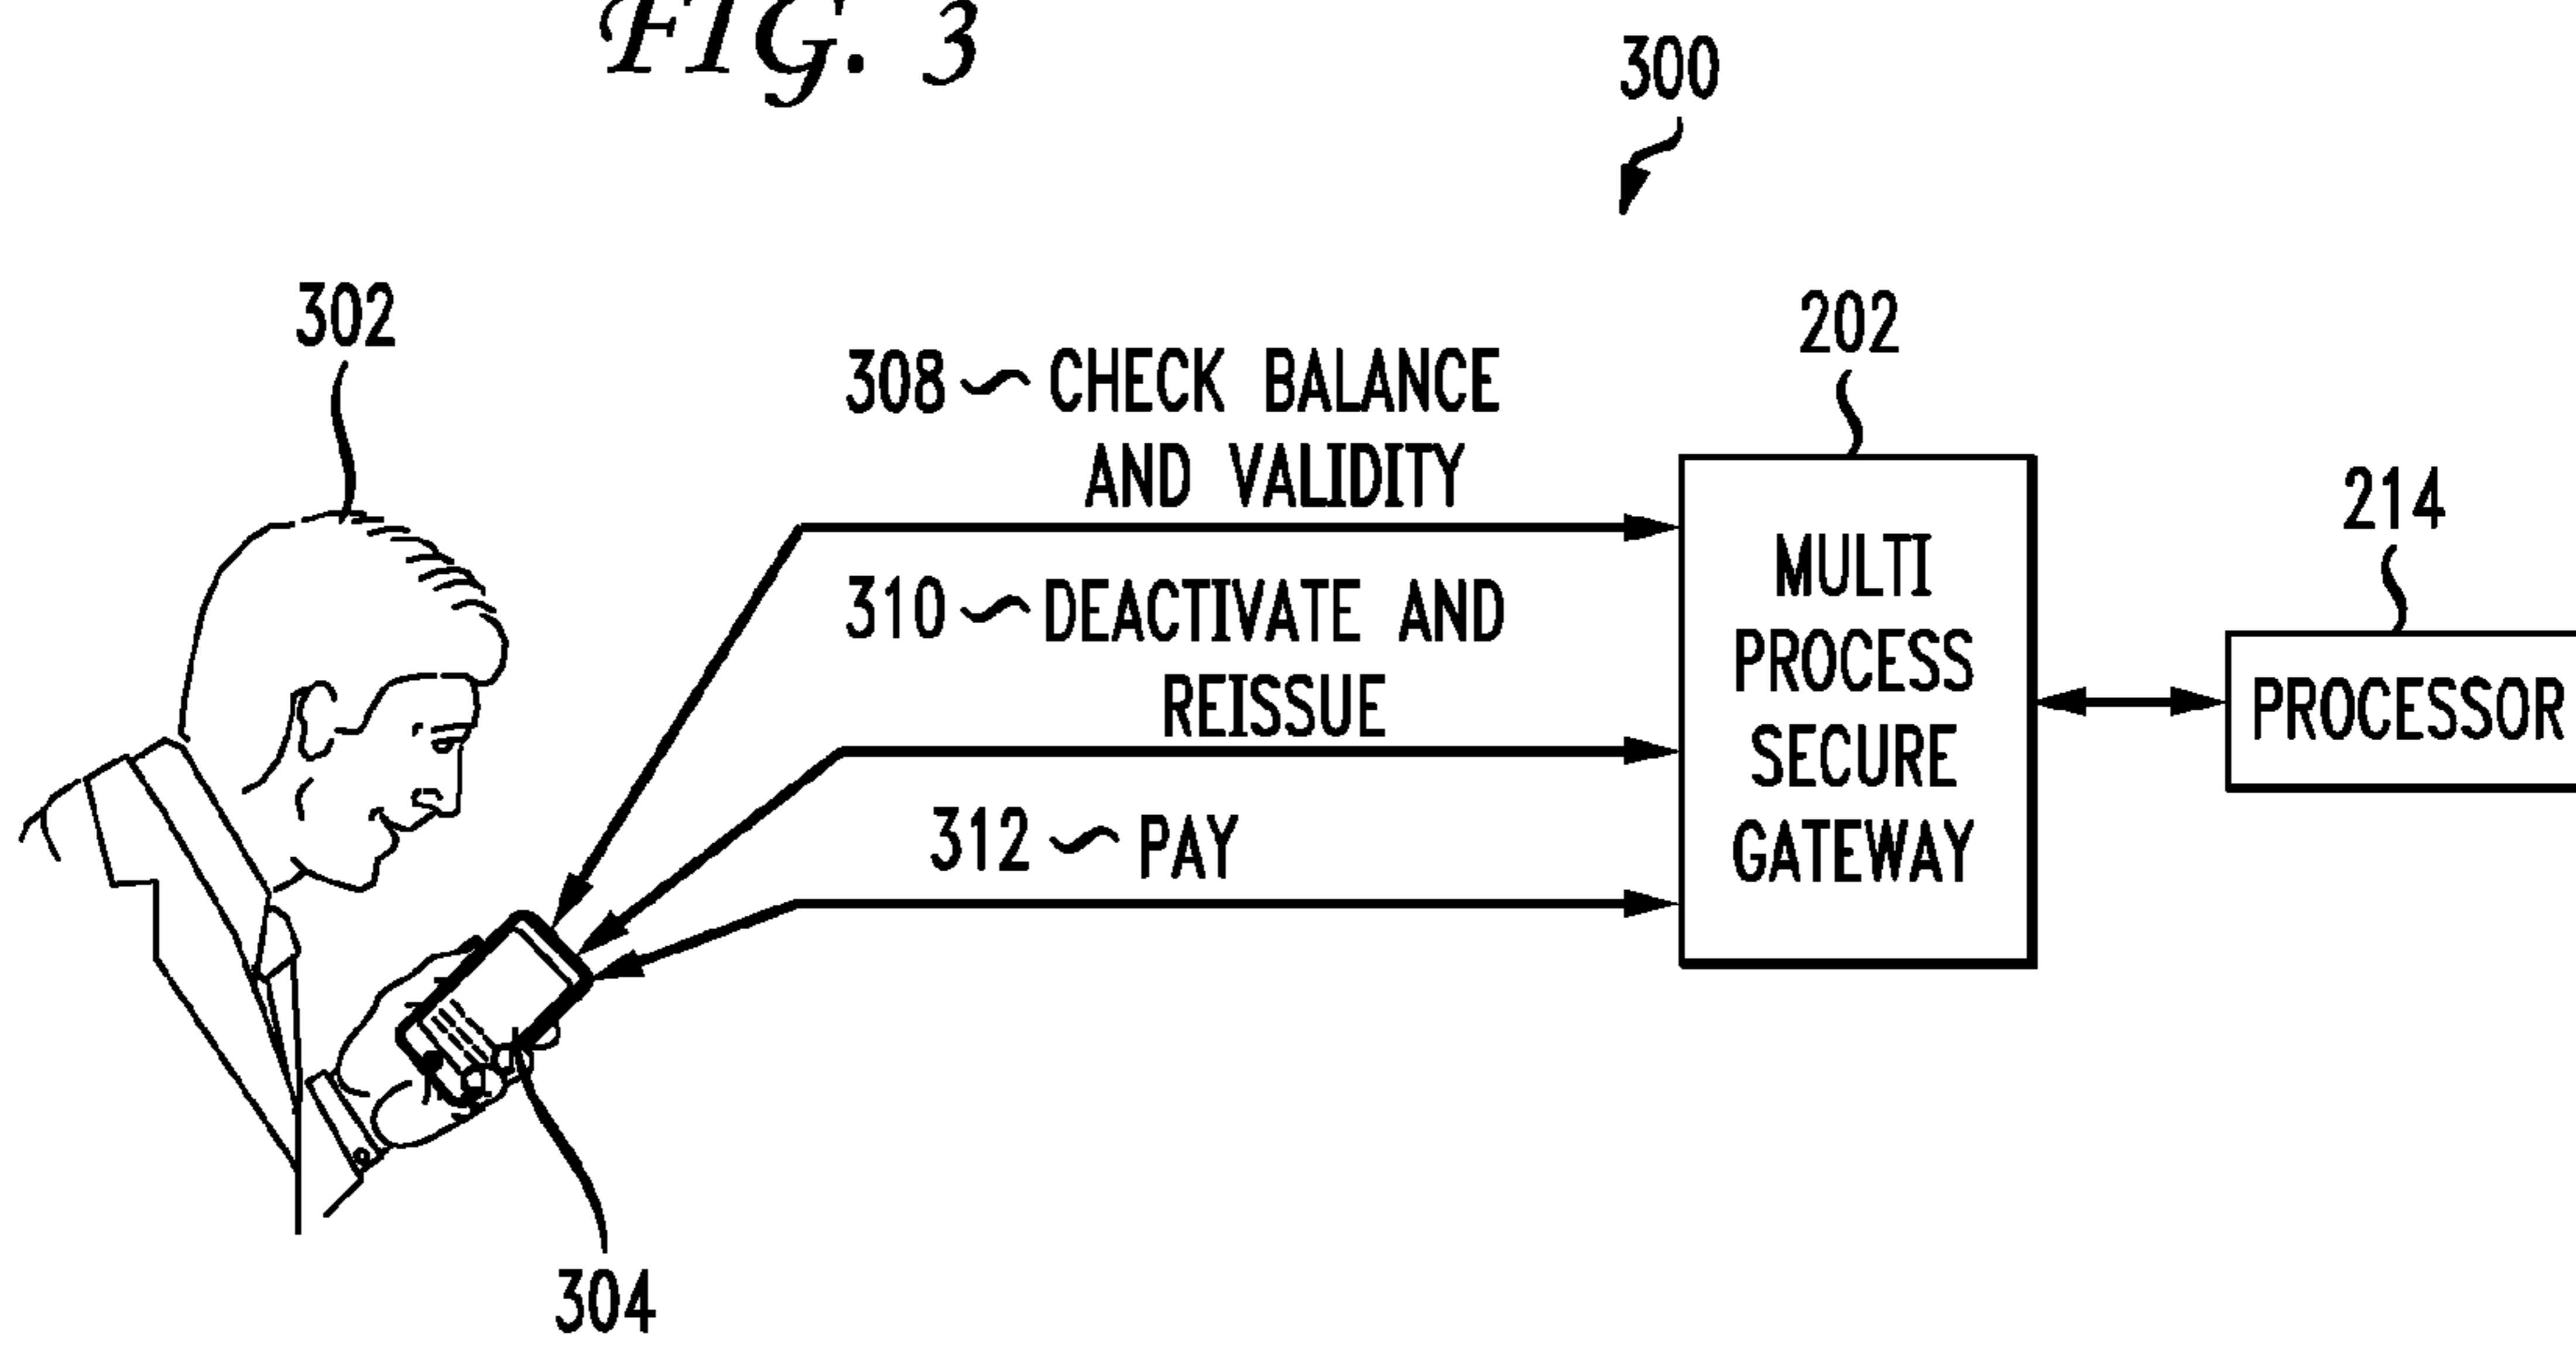 FIG. 3
300
302
308 CHECK BALANCE
AND VALIDITY
310 DEACTIVATE AND
REISSUE
312 PAY
202
MULTI
PROCESS
SECURE
GATEWAY
214
PROCESSOR
304